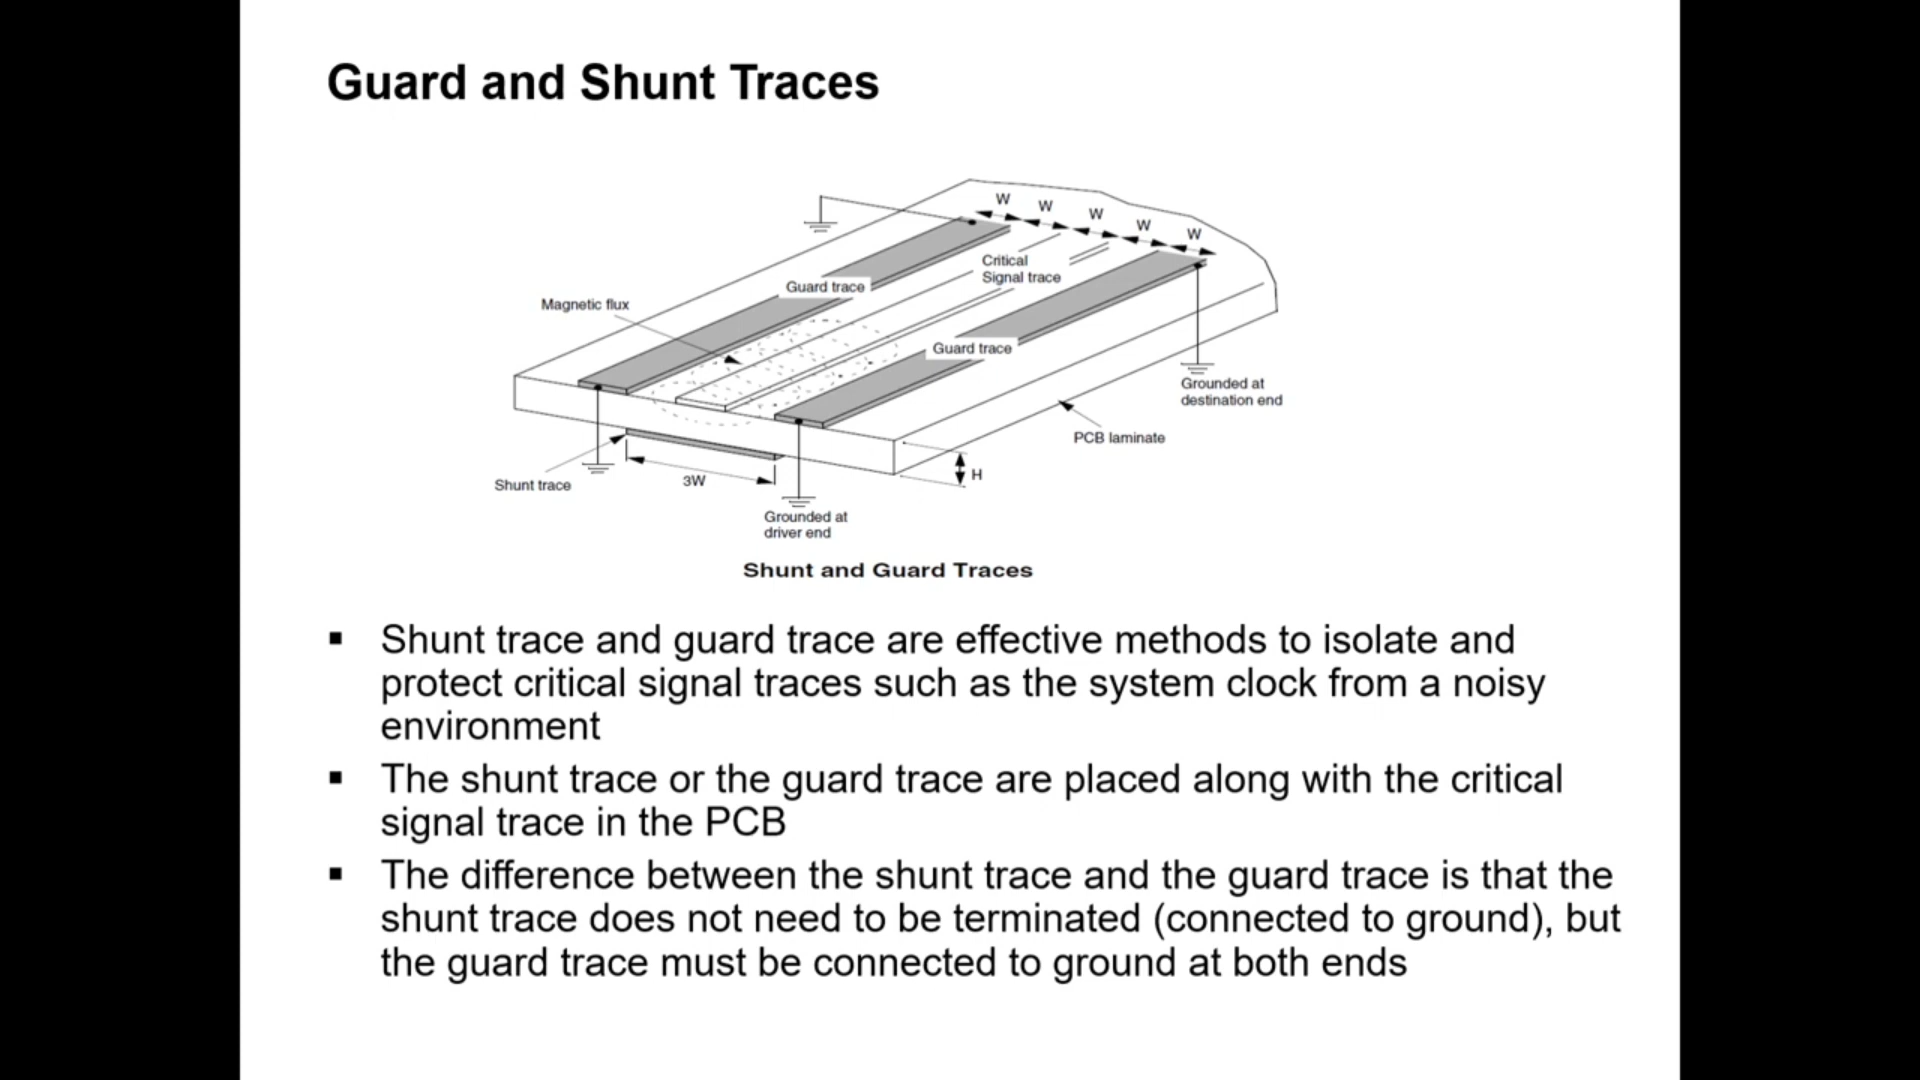 Guard and Shunt Traces
W W W W W
Critical
Signal trace
Guard trace
Magnetic flux
Guard trace
Grounded at
destination end
PCB laminate
H
Shunt trace
3W
Grounded at
driver end
Shunt and Guard Traces
▪ Shunt trace and guard trace are effective methods to isolate and
protect critical signal traces such as the system clock from a noisy
environment
▪ The shunt trace or the guard trace are placed along with the critical
signal trace in the PCB
▪ The difference between the shunt trace and the guard trace is that the
shunt trace does not need to be terminated (connected to ground), but
the guard trace must be connected to ground at both ends